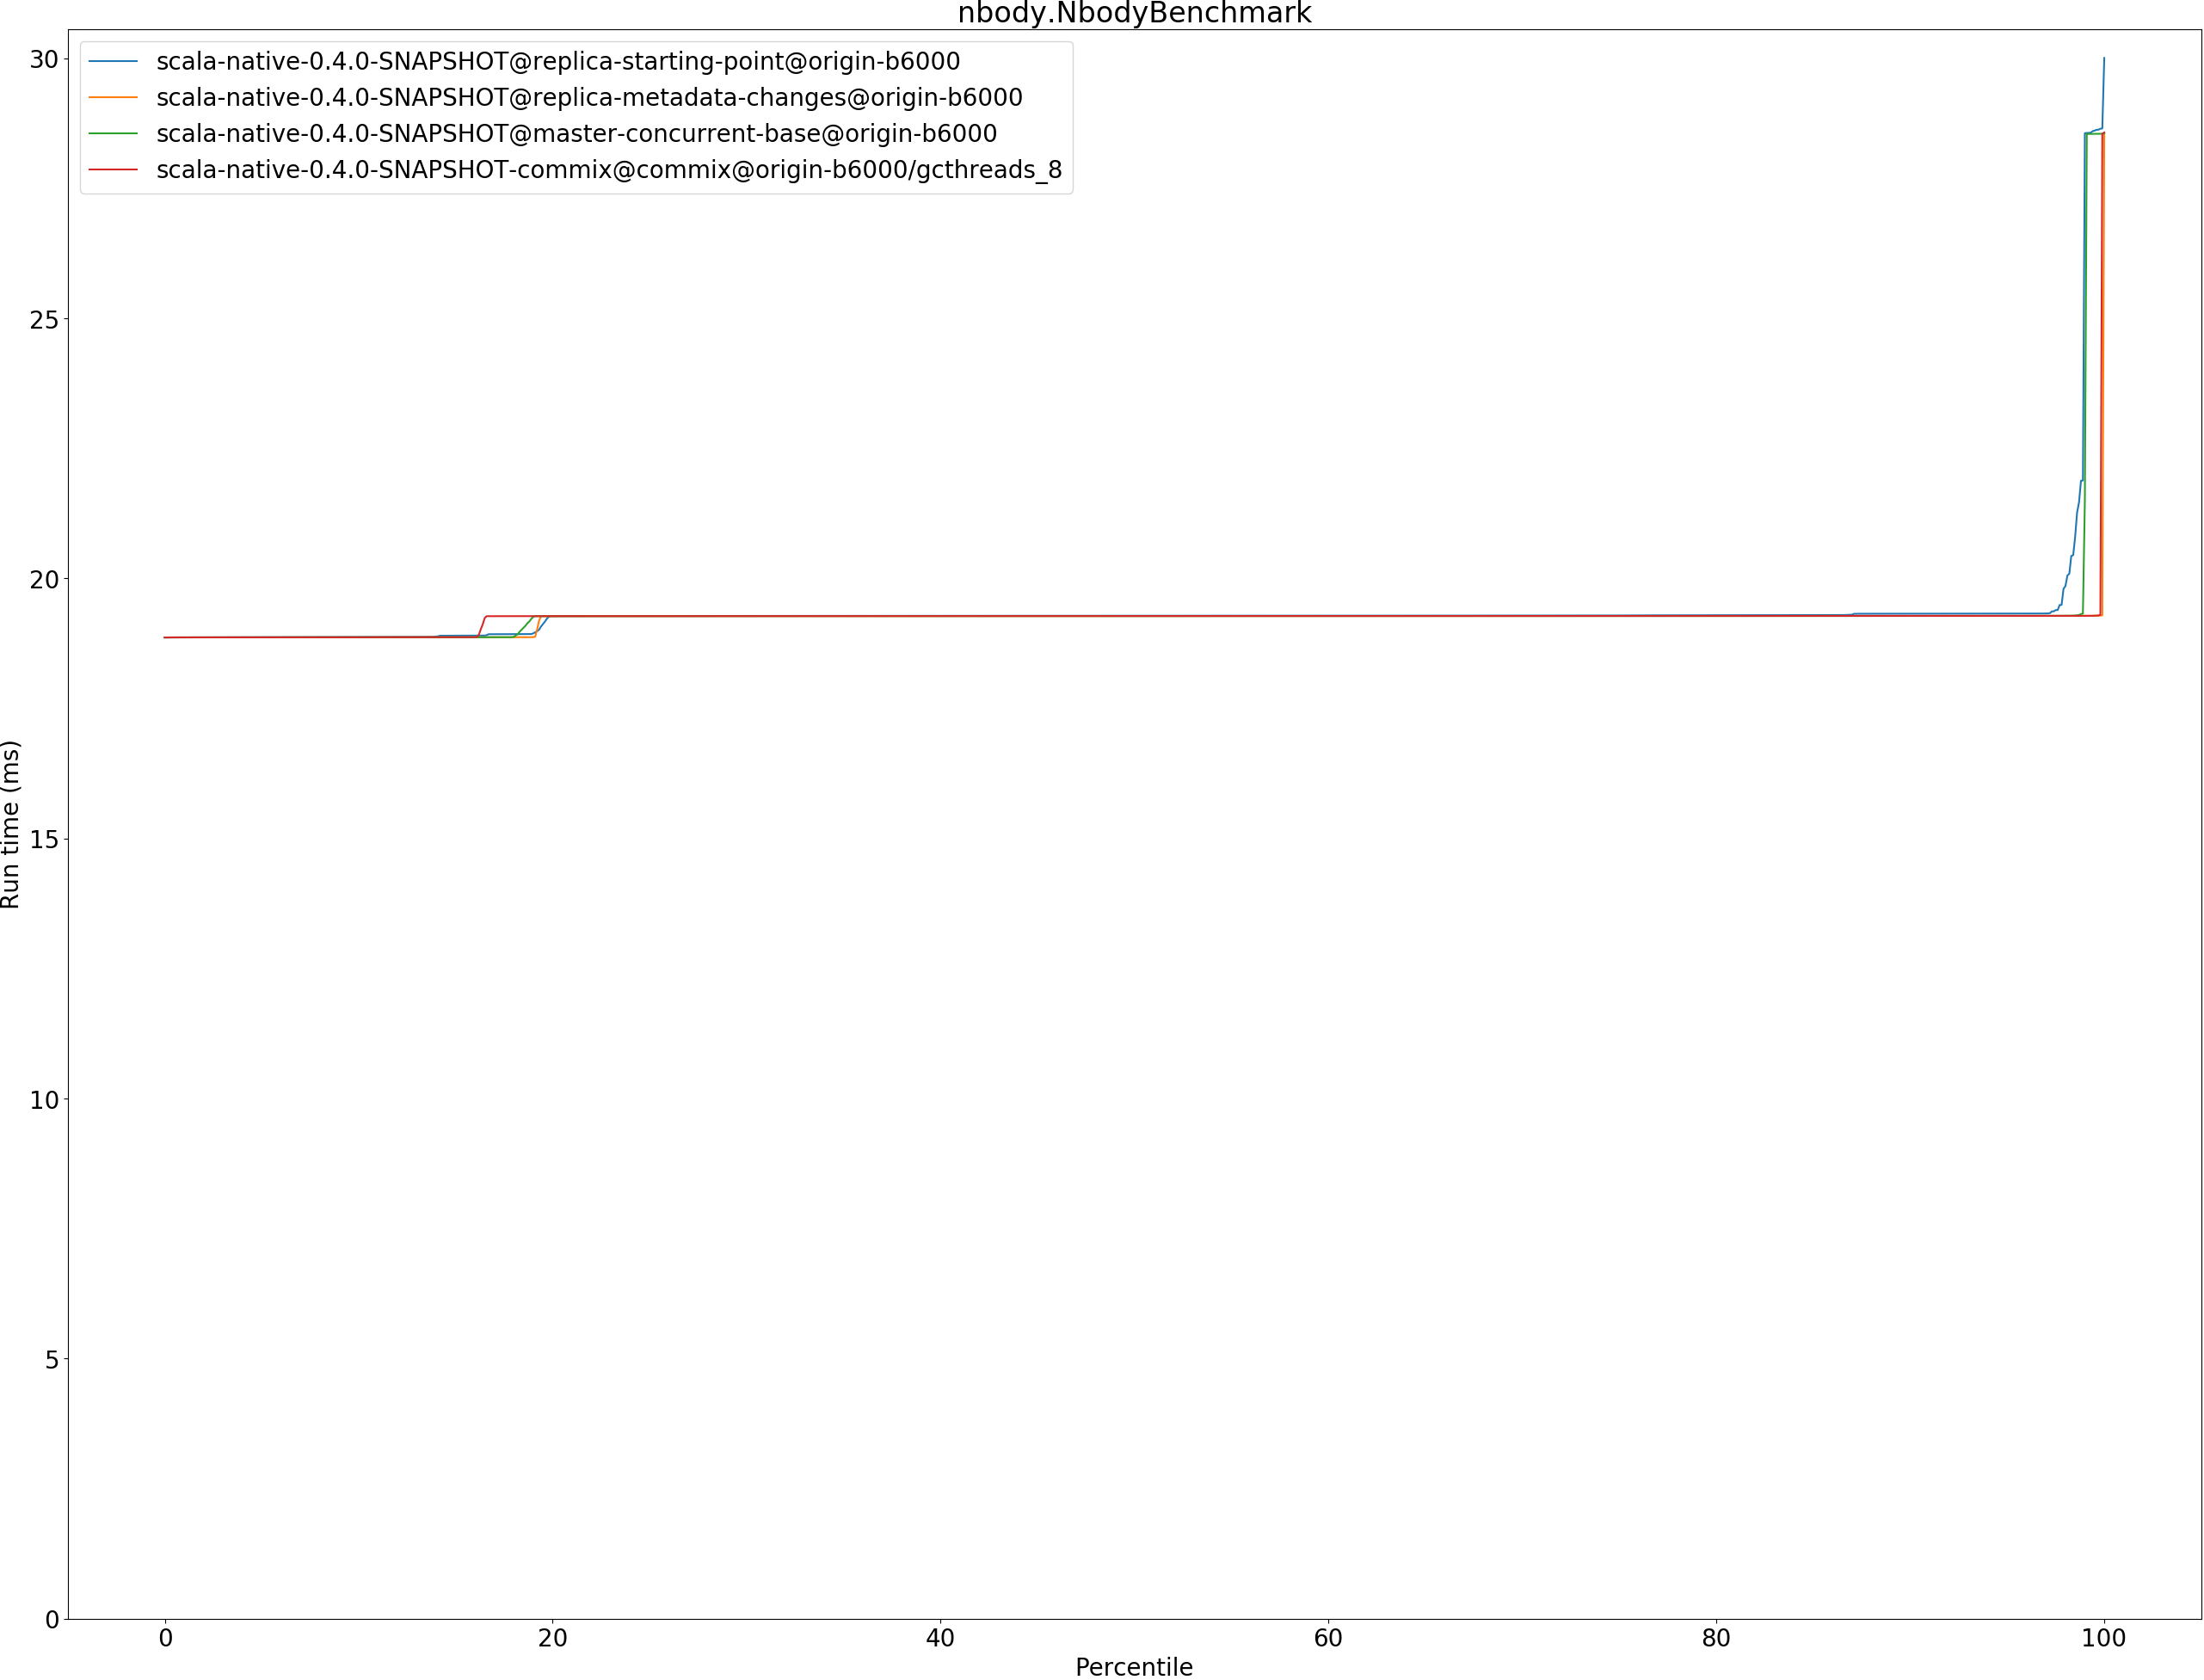 nbody.NbodyBenchmark
scala-native-0.4.0-SNAPSHOT@replica-starting-point@origin-b6000
scala-native-0.4.0-SNAPSHOT@replica-metadata-changes@origin-b6000
scala-native-0.4.0-SNAPSHOT@master-concurrent-base@origin-b6000
scala-native-0.4.0-SNAPSHOT-commix@commix@origin-b6000/gcthreads_8
30
25
20
15
10
5
0
Run time (ms)
0 20 40 60 80 100
Percentile